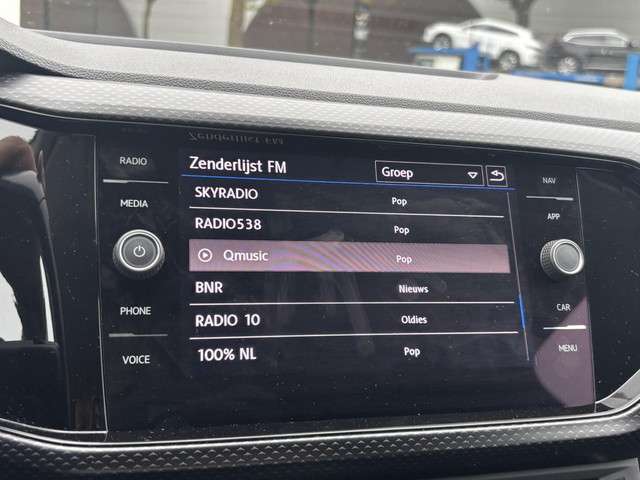 RADIO
MEDIA
PHONE
VOICE
Zenderlijst FM
Groep
SKYRADIO Pop
RADIO538 Pop
Qmusic Pop
BNR Nieuws
RADIO 10 Oldies
100% NL Pop
NAV
APP
CAR
MENU